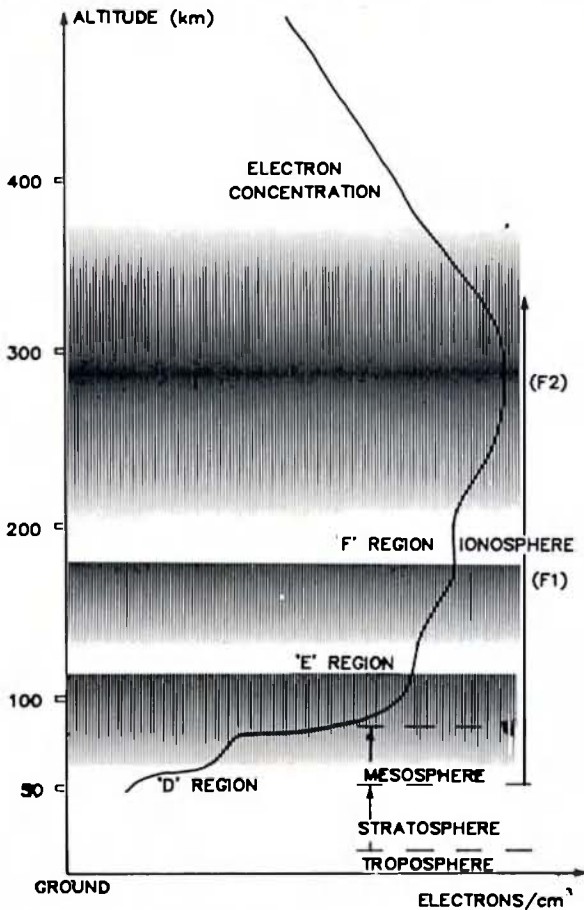 ALTITUDE (km)
ELECTRON
CONCENTRATION
400
300
(F2)
200
'F' REGION
IONOSPHERE
(F1)
'E' REGION
100
MESOSPHERE
50
'D' REGION
STRATOSPHERE
TROPOSPHERE
GROUND
ELECTRONS/cm³